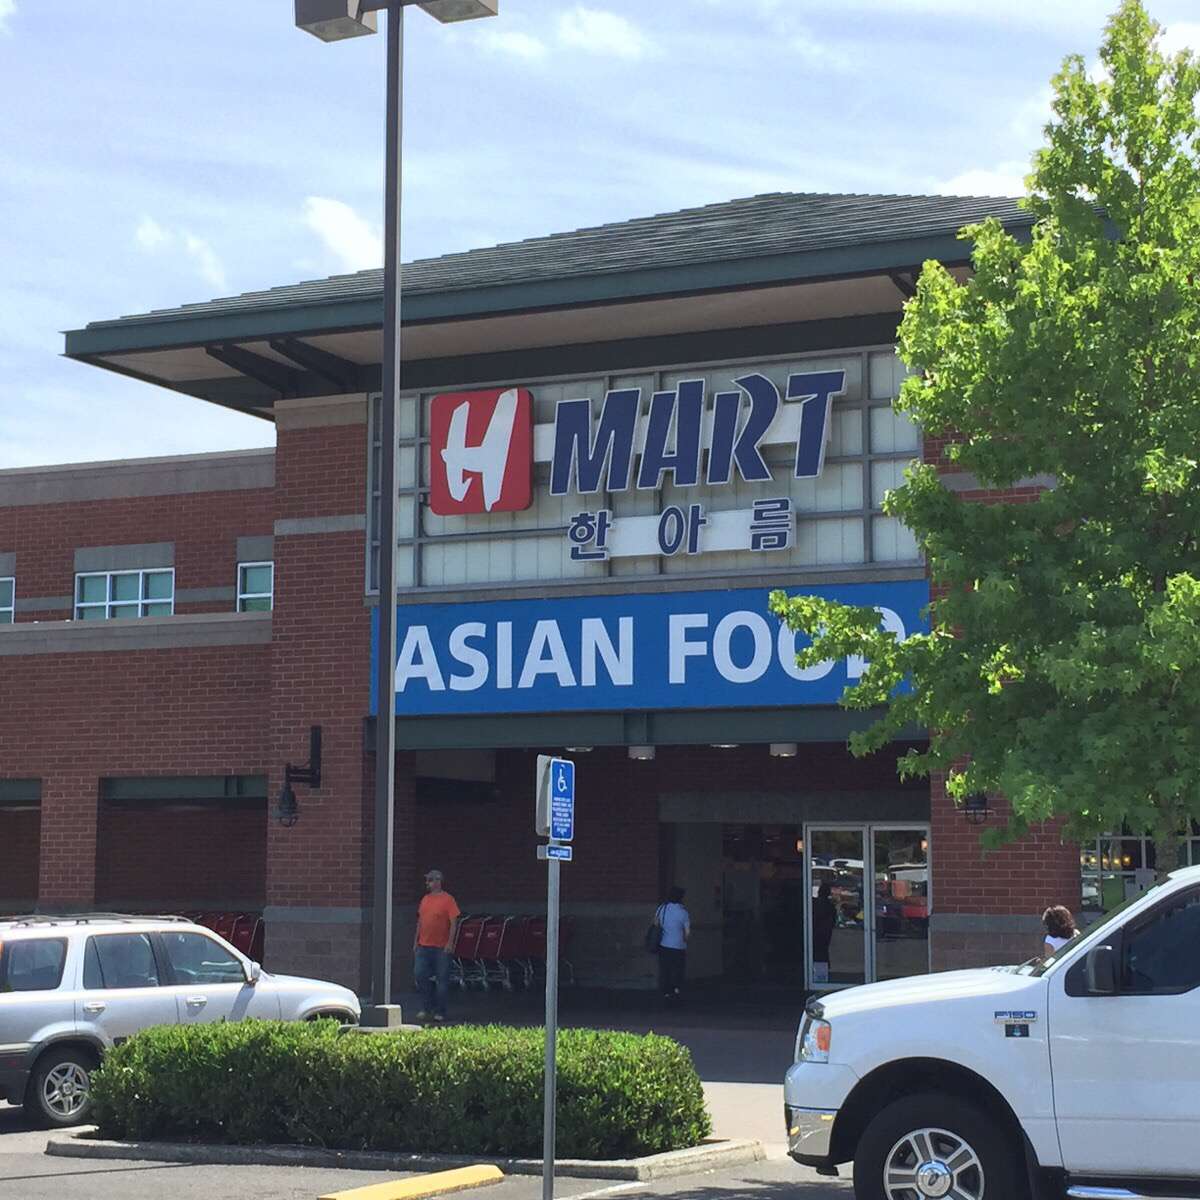 H MART
한아름
ASIAN FOOD
F150